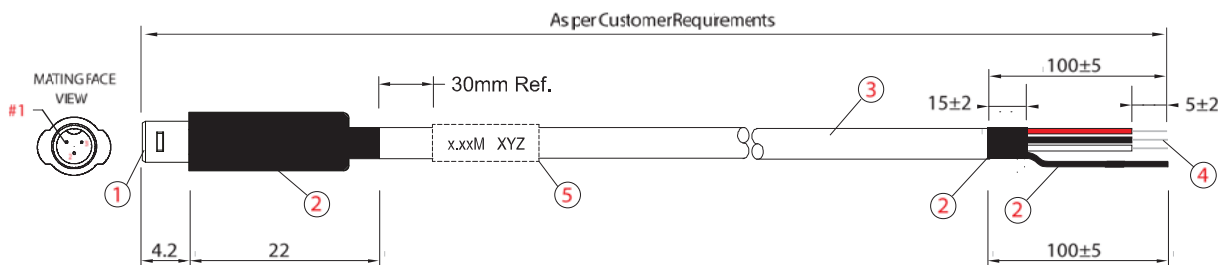 As per Customer Requirements
MATING FACE
VIEW
#1
30mm Ref.
100±5
15±2
5±2
3
x.xxM XYZ
1
2
5
2
2
4
4.2
22
100±5